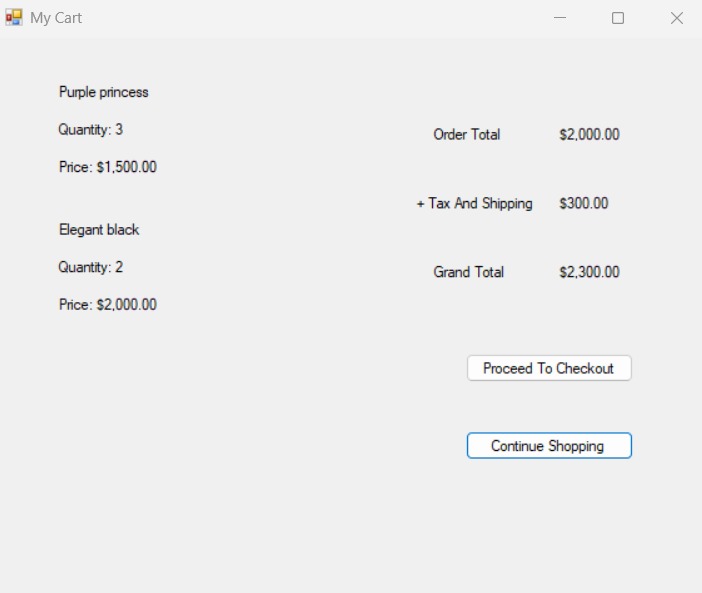 My Cart
Purple princess
Quantity: 3
Price: $1,500.00
Elegant black
Quantity: 2
Price: $2,000.00
Order Total $2,000.00
+ Tax And Shipping $300.00
Grand Total $2,300.00
Proceed To Checkout
Continue Shopping